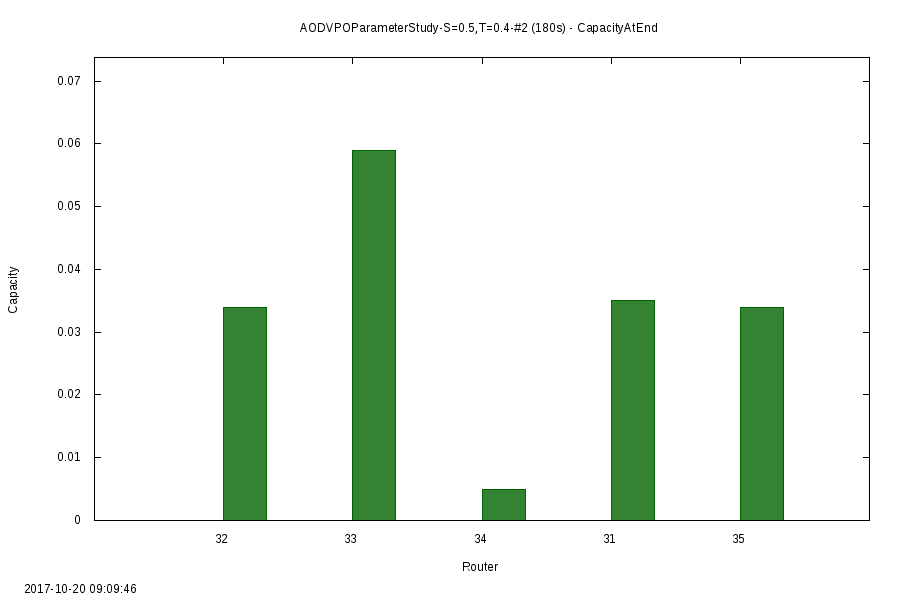 AODVPOParameterStudy-S=0.5,T=0.4-#2 (180s) - CapacityAtEnd
0.07
0.06
0.05
0.04
0.03
0.02
0.01
0
Capacity
32 33 34 31 35
Router
2017-10-20 09:09:46